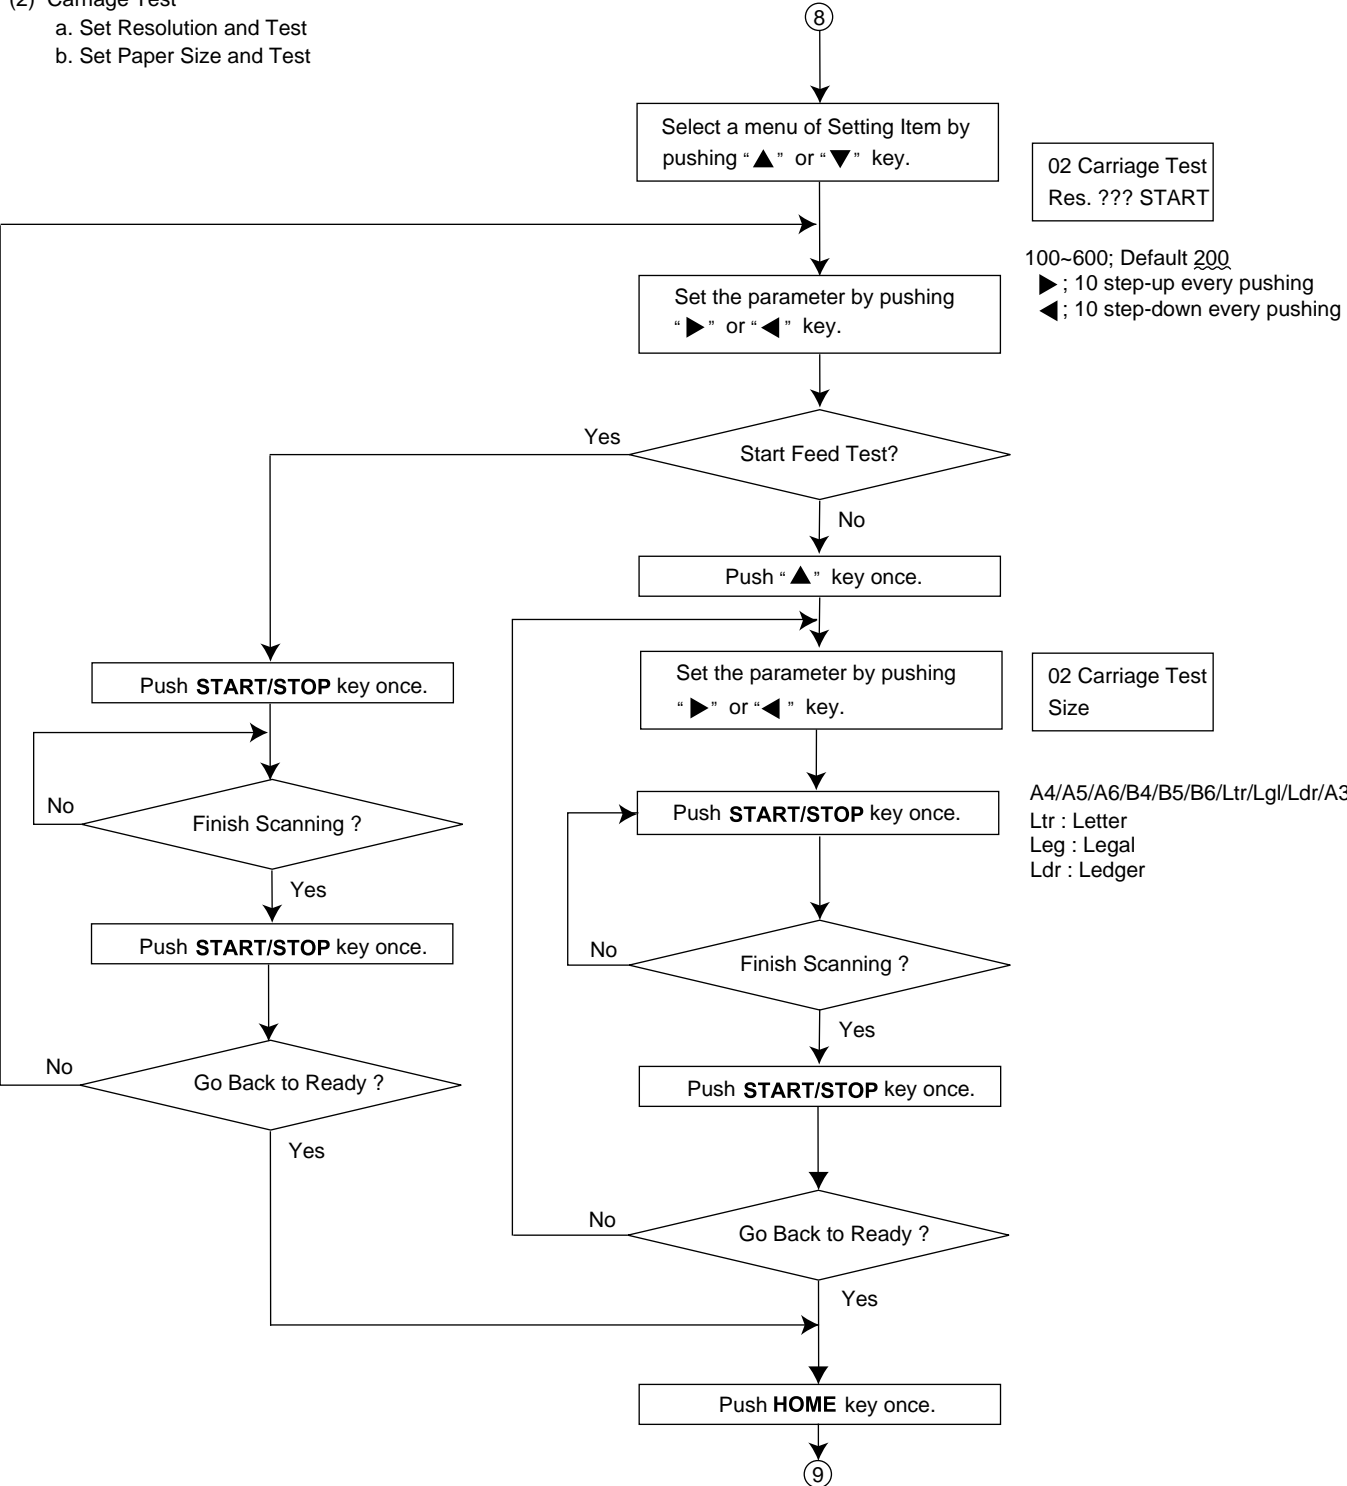 (2) Carriage Test
a. Set Resolution and Test
b. Set Paper Size and Test
8
Select a menu of Setting Item by
pushing “▲” or “▼” key.
02 Carriage Test
Res. ??? START
100~600; Default 200
▶ ; 10 step-up every pushing
◀ ; 10 step-down every pushing
Set the parameter by pushing
“▶” or “◀” key.
Start Feed Test?
Yes
No
Push “▲” key once.
Set the parameter by pushing
“▶” or “◀” key.
02 Carriage Test
Size
A4/A5/A6/B4/B5/B6/Ltr/Lgl/Ldr/A3
Ltr : Letter
Leg : Legal
Ldr : Ledger
Push START/STOP key once.
Finish Scanning ?
No
Yes
Push START/STOP key once.
Go Back to Ready ?
No
Yes
Push START/STOP key once.
Finish Scanning ?
No
Yes
Push START/STOP key once.
Go Back to Ready ?
No
Yes
Push HOME key once.
9